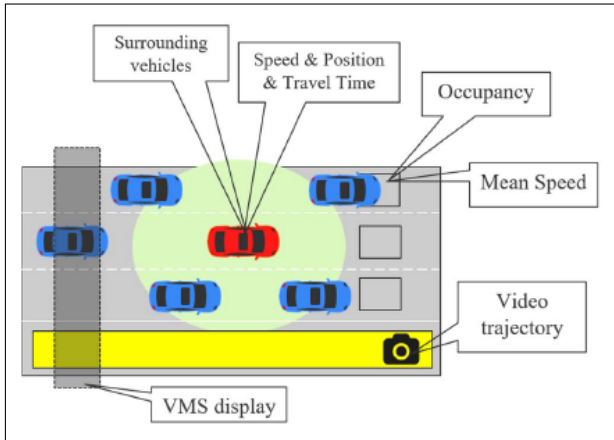 Surrounding
vehicles
Speed & Position
& Travel Time
Occupancy
Mean Speed
Video
trajectory
VMS display